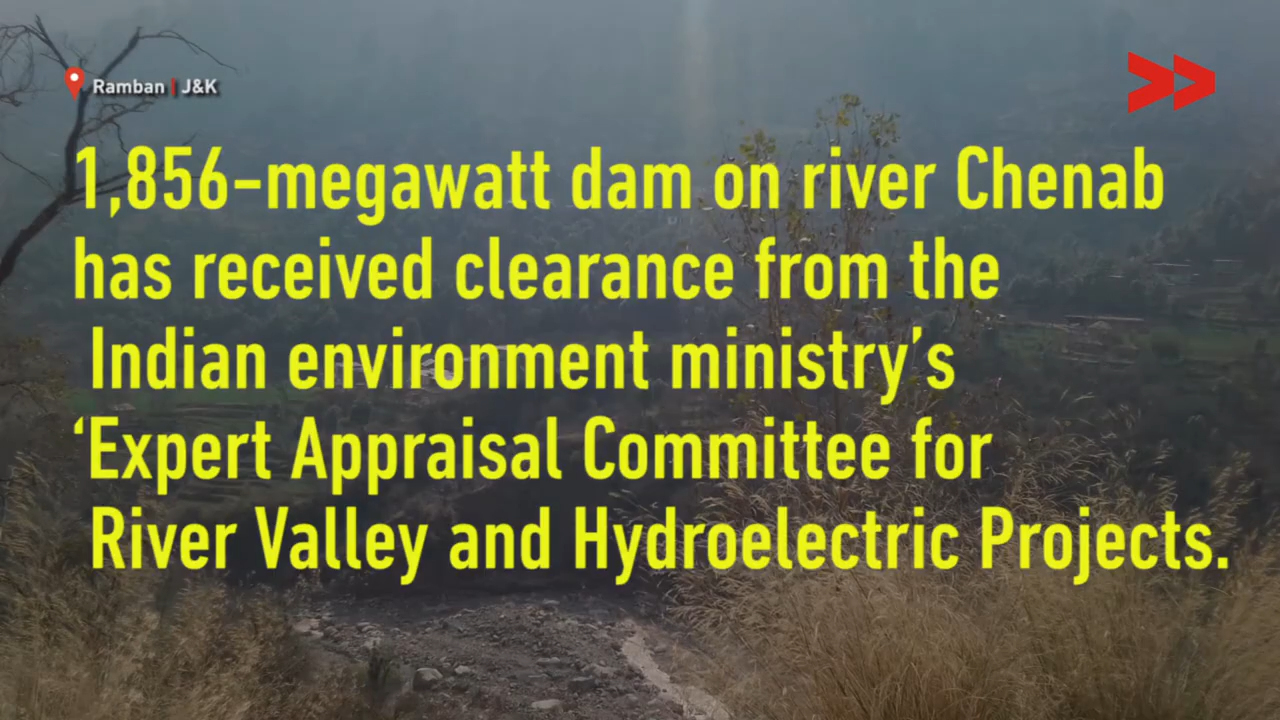 Ramban | J&K
1,856-megawatt dam on river Chenab
has received clearance from the
Indian environment ministry’s
‘Expert Appraisal Committee for
River Valley and Hydroelectric Projects.